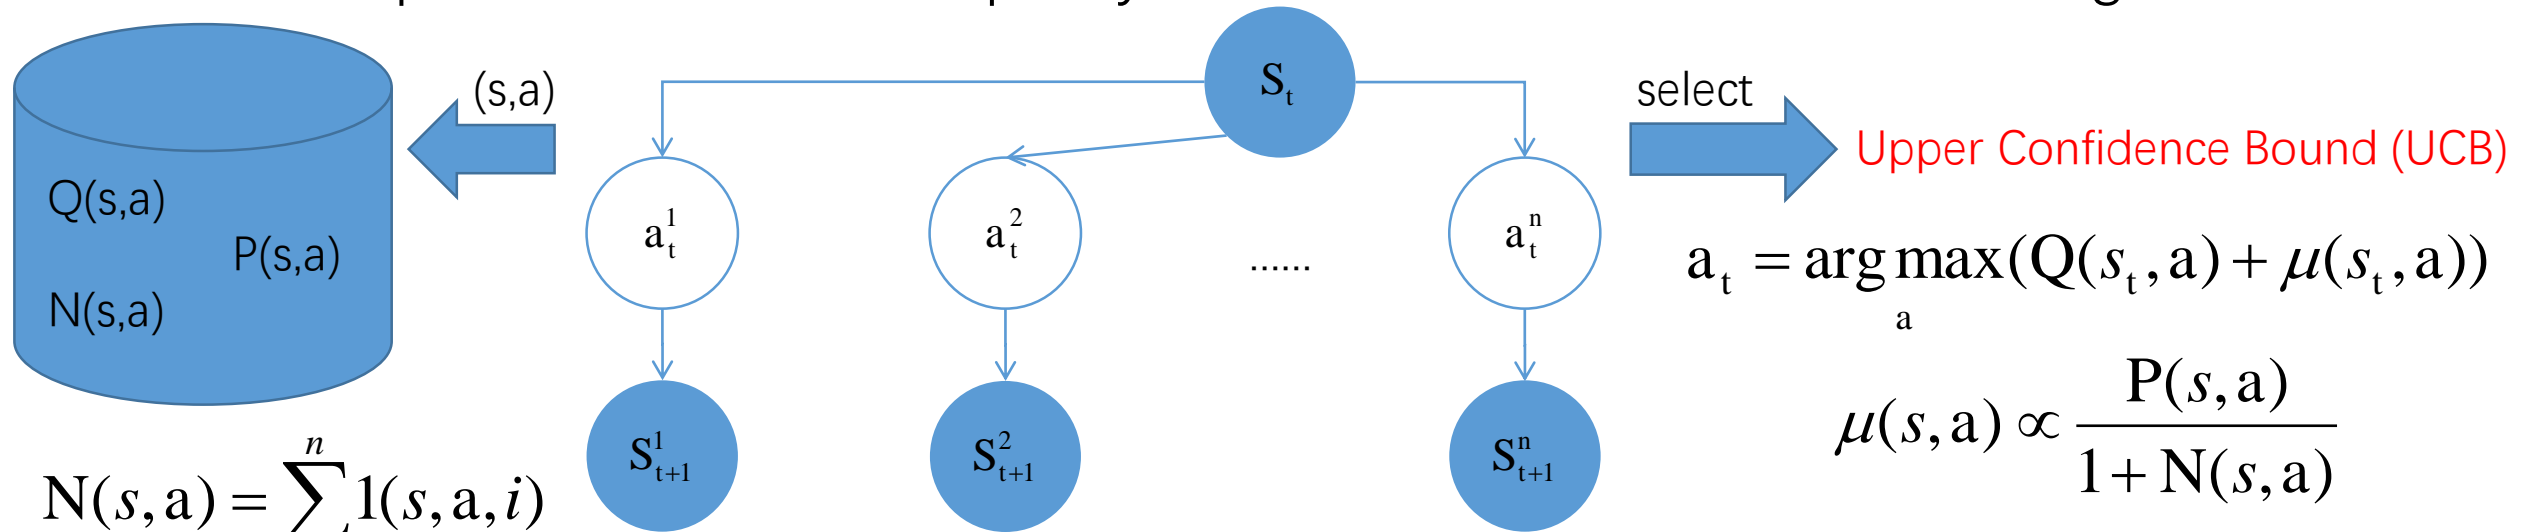 S_t
(s,a)
select
Upper Confidence Bound (UCB)
Q(s,a)
P(s,a)
N(s,a)
a_t^1
a_t^2
......
a_t^n
a_t = arg max_a (Q(s_t, a) + μ(s_t, a))
μ(s, a) ∝ P(s, a) / (1 + N(s, a))
S_{t+1}^1
S_{t+1}^2
S_{t+1}^n
N(s, a) = ∑^n 1(s, a, i)